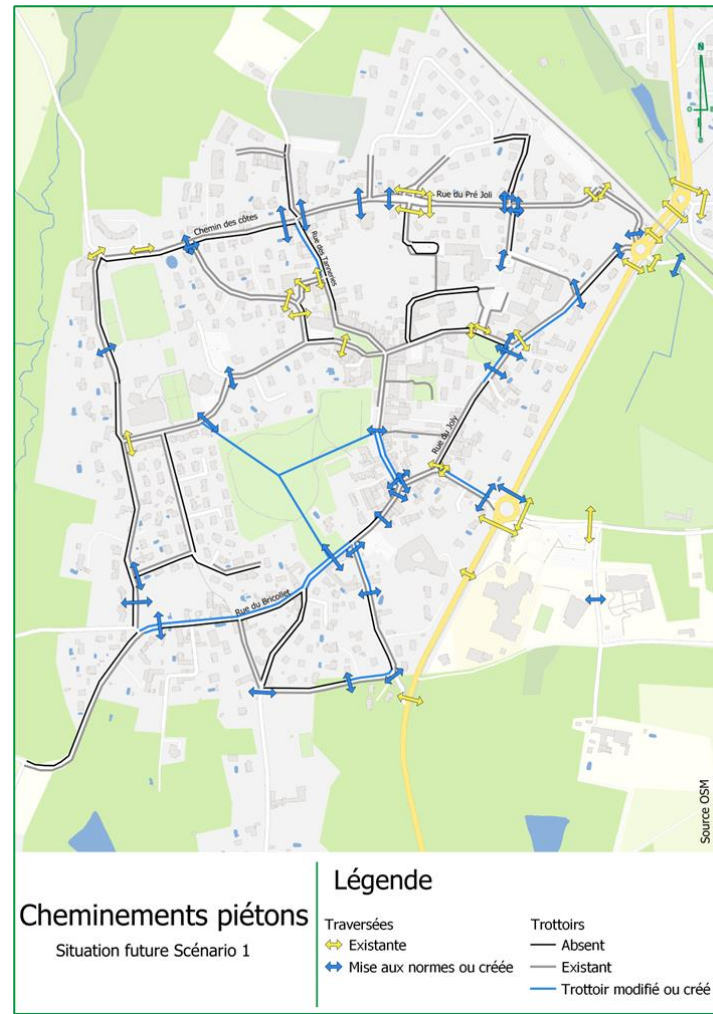 Rue du Pré Joli
Chemin des côtes
Rue des Tanneries
Rue du Joly
Rue du Bricollet
Source OSM
Cheminements piétons
Situation future Scénario 1
Légende
Traversées
Existante
Mise aux normes ou créée
Trottoirs
Absent
Existant
Trottoir modifié ou créé